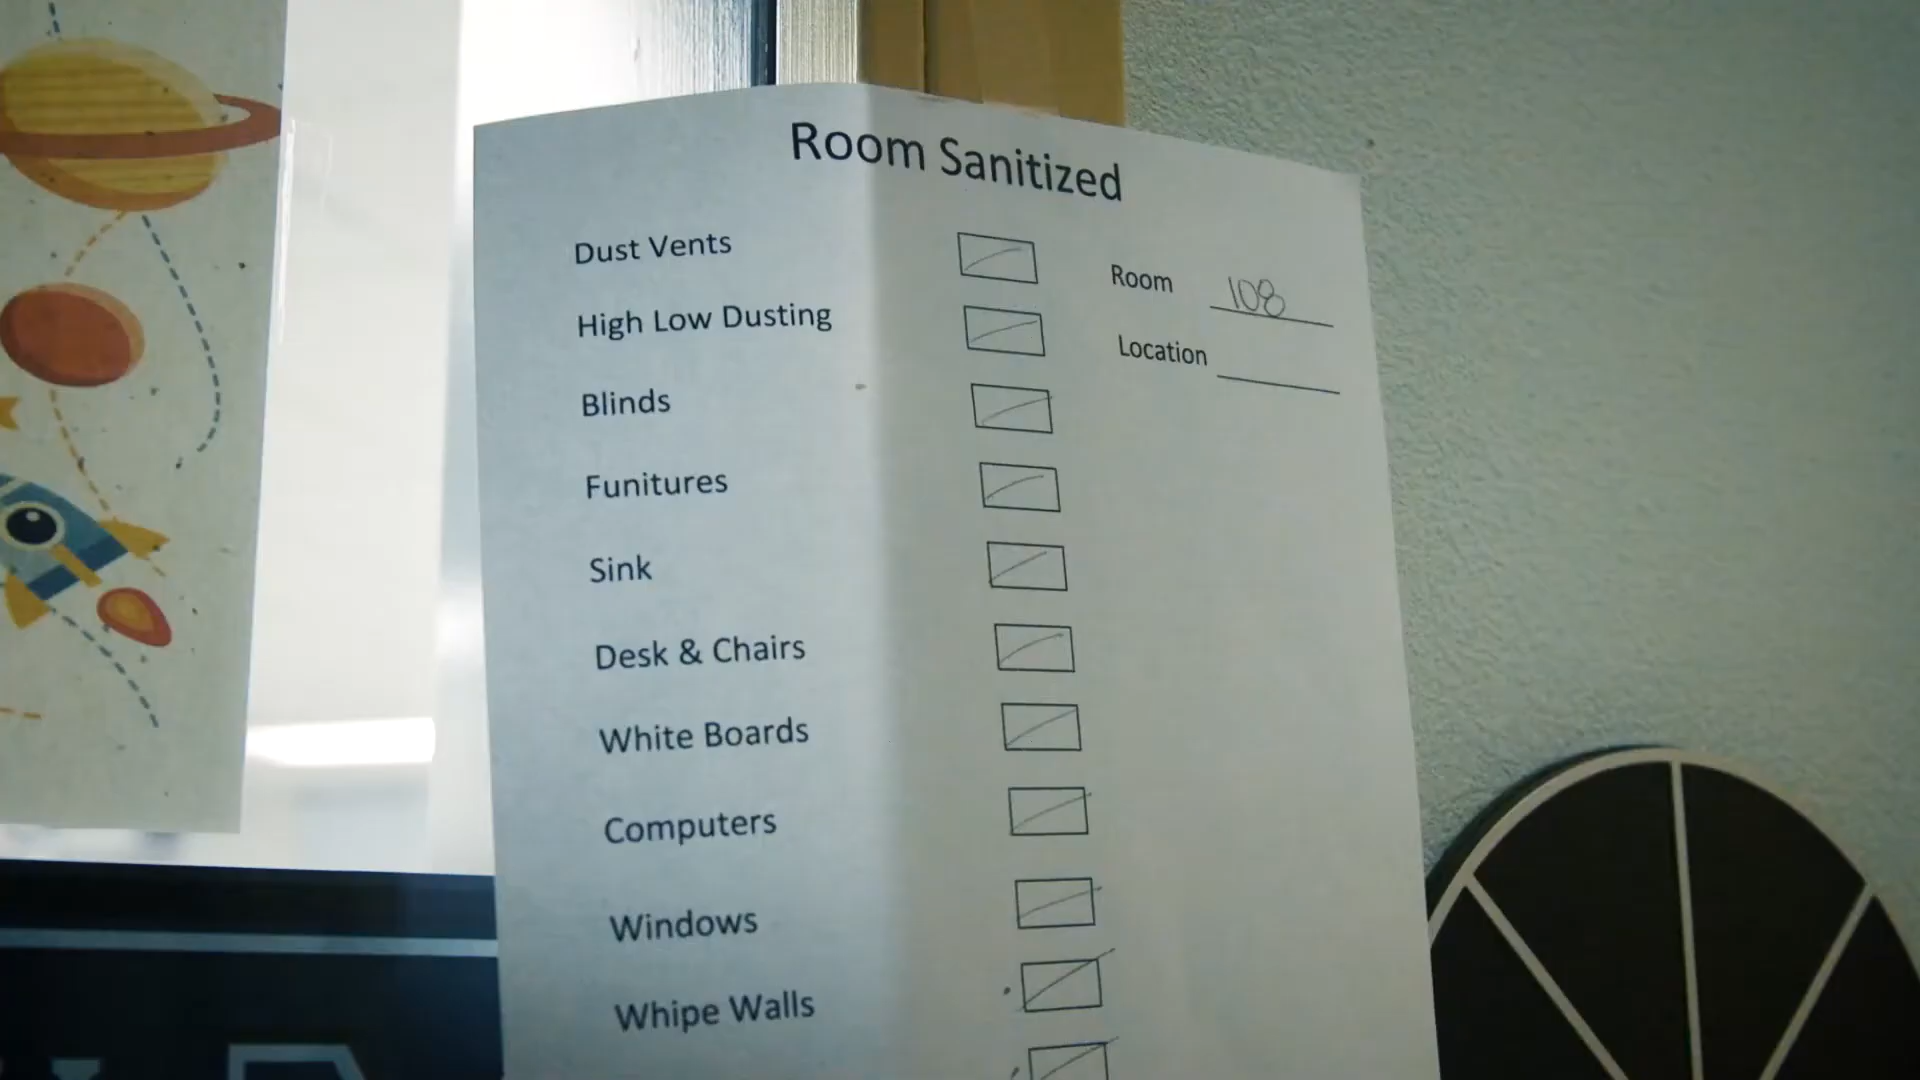 Room Sanitized
Dust Vents
Room 108
High Low Dusting
Location
Blinds
Funitures
Sink
Desk & Chairs
White Boards
Computers
Windows
Whipe Walls